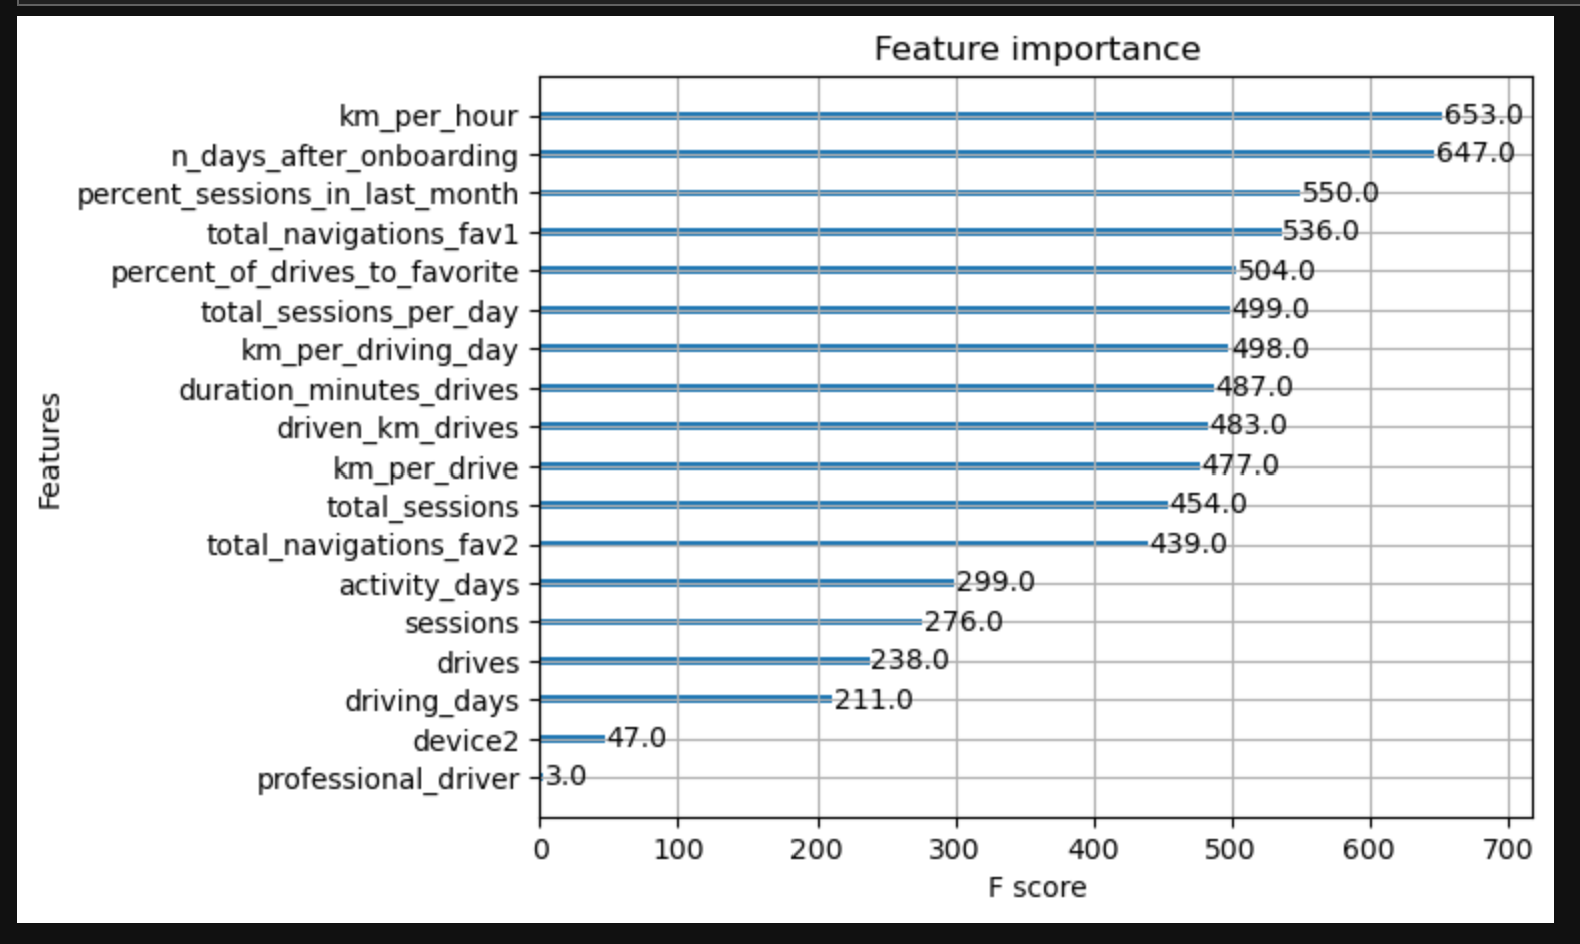 Feature importance
km_per_hour 653.0
n_days_after_onboarding 647.0
percent_sessions_in_last_month 550.0
total_navigations_fav1 536.0
percent_of_drives_to_favorite 504.0
total_sessions_per_day 499.0
km_per_driving_day 498.0
duration_minutes_drives 487.0
driven_km_drives 483.0
km_per_drive 477.0
total_sessions 454.0
total_navigations_fav2 439.0
activity_days 299.0
sessions 276.0
drives 238.0
driving_days 211.0
device2 47.0
professional_driver 3.0
Features
0 100 200 300 400 500 600 700
F score